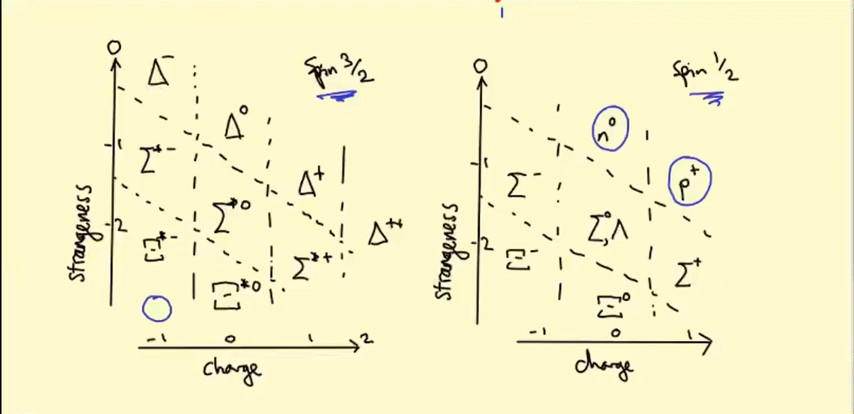 0
Δ⁻
Spin 3/2
Δ⁰
-1
Σ*⁻
Δ⁺
Σ*⁰
-2
Δ⁺⁺
Ξ*⁻
Σ*⁺
Ξ*⁰
strangeness
-1 0 1 2
charge
0
Spin 1/2
n⁰
-1
p⁺
Σ⁻
Σ⁰,Λ
-2
Ξ⁻
Σ⁺
Ξ⁰
strangeness
-1 0 1
charge